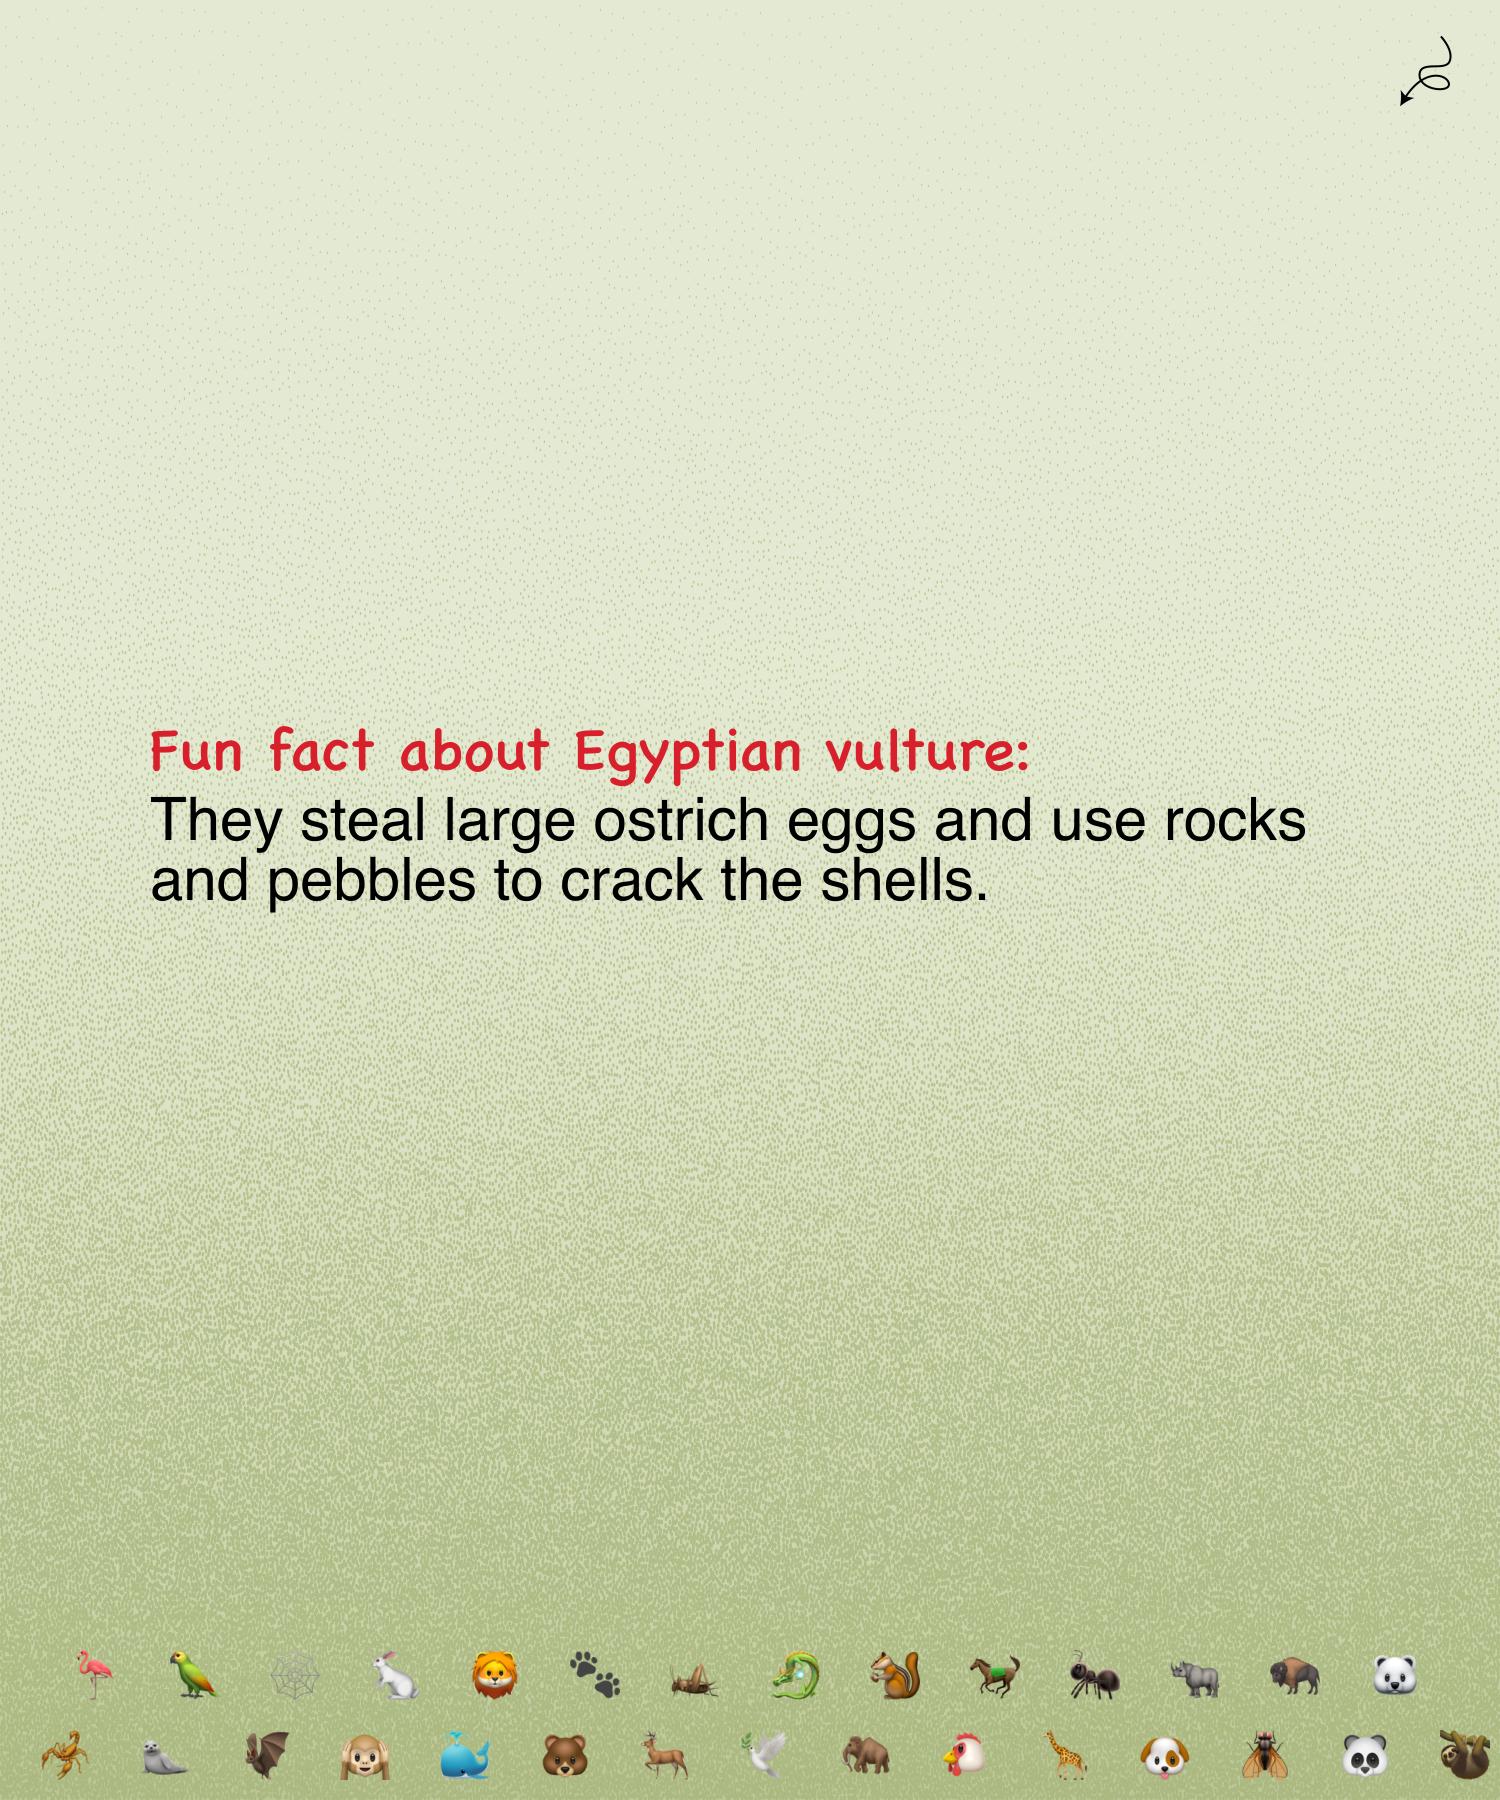 Fun fact about Egyptian vulture:
They steal large ostrich eggs and use rocks
and pebbles to crack the shells.